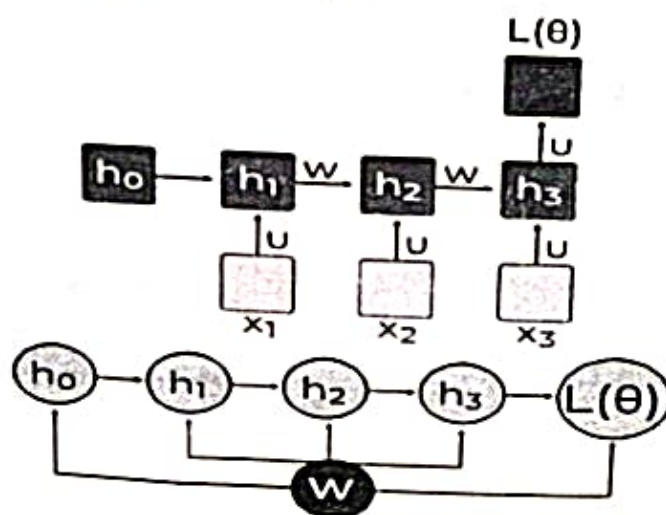 L(θ)
U
h0 h1 W h2 W h3
U U U
x1 x2 x3
h0 h1 h2 h3 L(θ)
W